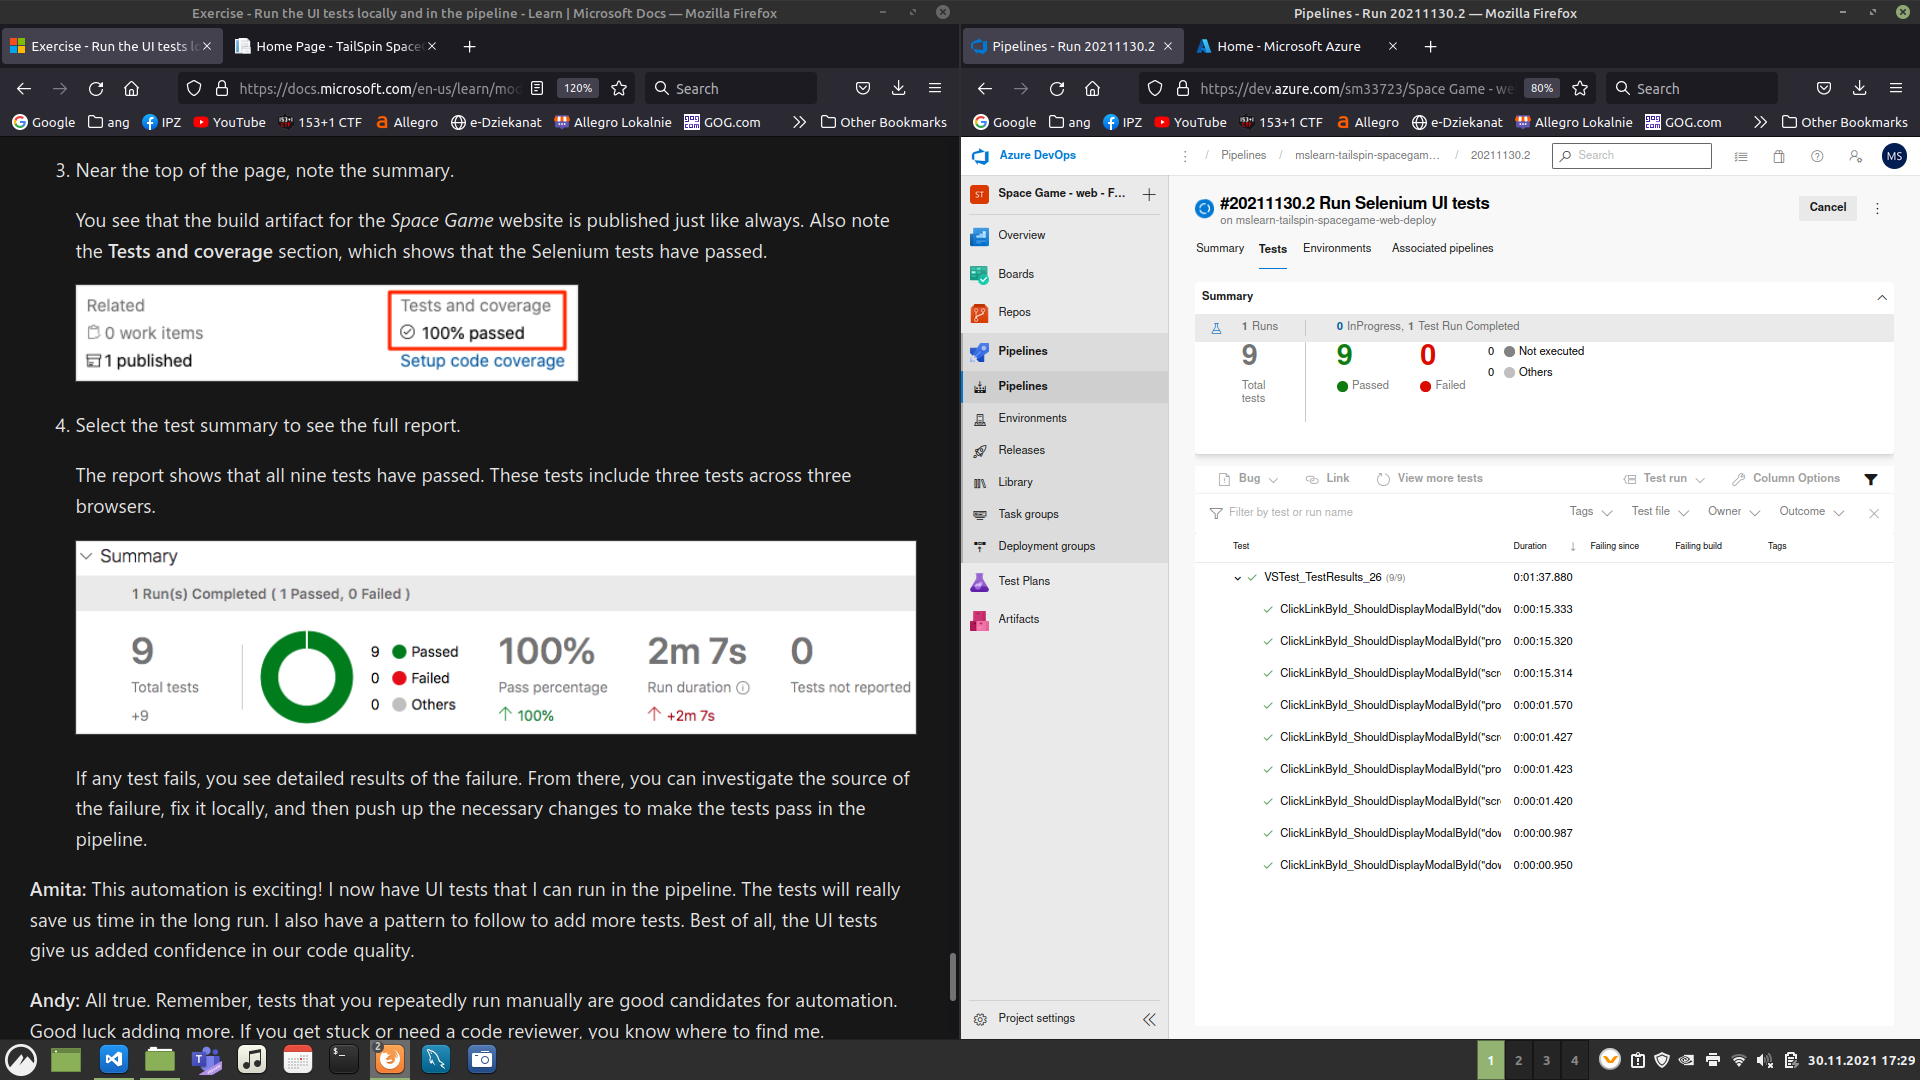 Exercise - Run the UI tests locally and in the pipeline - Learn | Microsoft Docs — Mozilla Firefox
Exercise - Run the UI tests lo
Home Page - TailSpin Space
https://docs.microsoft.com/en-us/learn/mod
120%
Search
Google
ang
IPZ
YouTube
153+1 CTF
Allegro
e-Dziekanat
Allegro Lokalnie
GOG.com
Other Bookmarks
3. Near the top of the page, note the summary.
You see that the build artifact for the Space Game website is published just like always. Also note
the Tests and coverage section, which shows that the Selenium tests have passed.
Related
Tests and coverage
0 work items
100% passed
1 published
Setup code coverage
4. Select the test summary to see the full report.
The report shows that all nine tests have passed. These tests include three tests across three
browsers.
Summary
1 Run(s) Completed ( 1 Passed, 0 Failed )
9
Total tests
+9
9 Passed
0 Failed
0 Others
100%
Pass percentage
100%
2m 7s
Run duration
+2m 7s
0
Tests not reported
If any test fails, you see detailed results of the failure. From there, you can investigate the source of
the failure, fix it locally, and then push up the necessary changes to make the tests pass in the
pipeline.
Amita: This automation is exciting! I now have UI tests that I can run in the pipeline. The tests will really
save us time in the long run. I also have a pattern to follow to add more tests. Best of all, the UI tests
give us added confidence in our code quality.
Andy: All true. Remember, tests that you repeatedly run manually are good candidates for automation.
Good luck adding more. If you get stuck or need a code reviewer, you know where to find me.
Pipelines - Run 20211130.2 — Mozilla Firefox
Pipelines - Run 20211130.2
Home - Microsoft Azure
https://dev.azure.com/sm33723/Space Game - we
80%
Search
Google
ang
IPZ
YouTube
153+1 CTF
Allegro
e-Dziekanat
Allegro Lokalnie
GOG.com
Other Bookmarks
Azure DevOps
/ Pipelines / mslearn-tailspin-spacegam... / 20211130.2
Search
MS
ST
Space Game - web - F...
Overview
Boards
Repos
Pipelines
Pipelines
Environments
Releases
Library
Task groups
Deployment groups
Test Plans
Artifacts
Project settings
#20211130.2 Run Selenium UI tests
on mslearn-tailspin-spacegame-web-deploy
Cancel
Summary
Tests
Environments
Associated pipelines
Summary
1 Runs
0 InProgress, 1 Test Run Completed
9
Total
tests
9
Passed
0
Failed
0 Not executed
0 Others
Bug
Link
View more tests
Test run
Column Options
Filter by test or run name
Tags
Test file
Owner
Outcome
Test
Duration
Failing since
Failing build
Tags
VSTest_TestResults_26 (9/9) 0:01:37.880
ClickLinkById_ShouldDisplayModalById("dow 0:00:15.333
ClickLinkById_ShouldDisplayModalById("pro 0:00:15.320
ClickLinkById_ShouldDisplayModalById("scre 0:00:15.314
ClickLinkById_ShouldDisplayModalById("pro 0:00:01.570
ClickLinkById_ShouldDisplayModalById("scre 0:00:01.427
ClickLinkById_ShouldDisplayModalById("pro 0:00:01.423
ClickLinkById_ShouldDisplayModalById("scre 0:00:01.420
ClickLinkById_ShouldDisplayModalById("dow 0:00:00.987
ClickLinkById_ShouldDisplayModalById("dow 0:00:00.950
2
1 2 3 4
30.11.2021 17:29